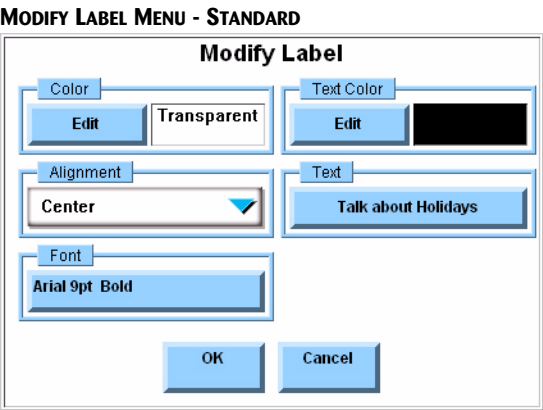 MODIFY LABEL MENU - STANDARD
Modify Label
Color
Text Color
Edit
Transparent
Edit
Alignment
Text
Center
Talk about Holidays
Font
Arial 9pt Bold
OK
Cancel